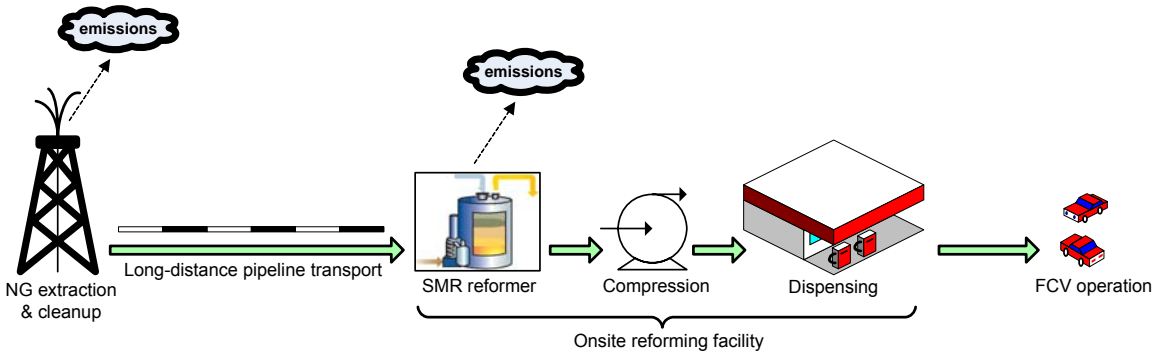 emissions
emissions
Long-distance pipeline transport
NG extraction
& cleanup
SMR reformer
Compression
Dispensing
FCV operation
Onsite reforming facility